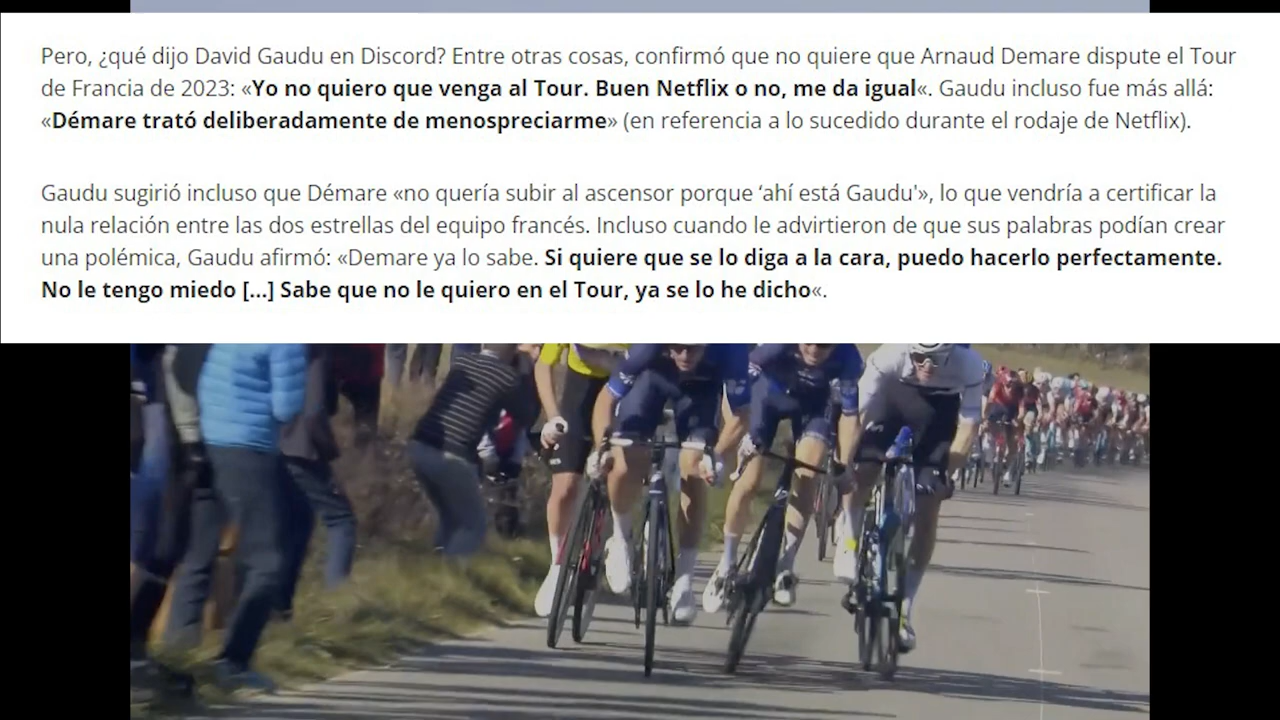 Pero, ¿qué dijo David Gaudu en Discord? Entre otras cosas, confirmó que no quiere que Arnaud Demare dispute el Tour
de Francia de 2023: «Yo no quiero que venga al Tour. Buen Netflix o no, me da igual«. Gaudu incluso fue más allá:
«Démare trató deliberadamente de menospreciarme» (en referencia a lo sucedido durante el rodaje de Netflix).
Gaudu sugirió incluso que Démare «no quería subir al ascensor porque ‘ahí está Gaudu'», lo que vendría a certificar la
nula relación entre las dos estrellas del equipo francés. Incluso cuando le advirtieron de que sus palabras podían crear
una polémica, Gaudu afirmó: «Demare ya lo sabe. Si quiere que se lo diga a la cara, puedo hacerlo perfectamente.
No le tengo miedo [...] Sabe que no le quiero en el Tour, ya se lo he dicho«.